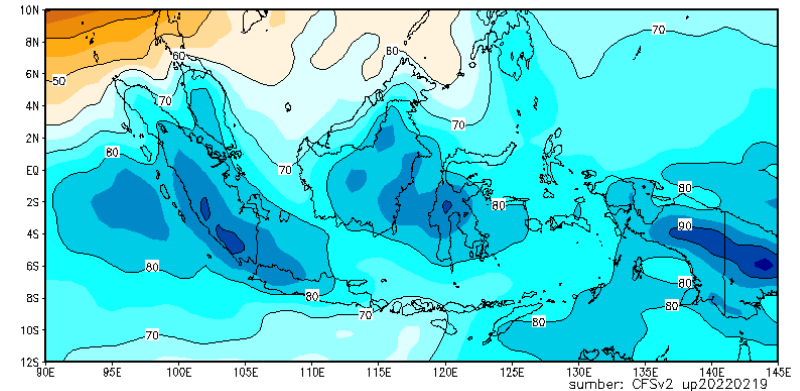 10N
8N
6N
4N
2N
EQ
2S
4S
6S
8S
10S
12S
60
60
70
50
70
70
80
70
80
80
80
90
80
80
80
80
70
70
80
90E
95E
100E
105E
110E
115E
120E
125E
130E
135E
140E
145E
sumber: CFSv2 up20220219